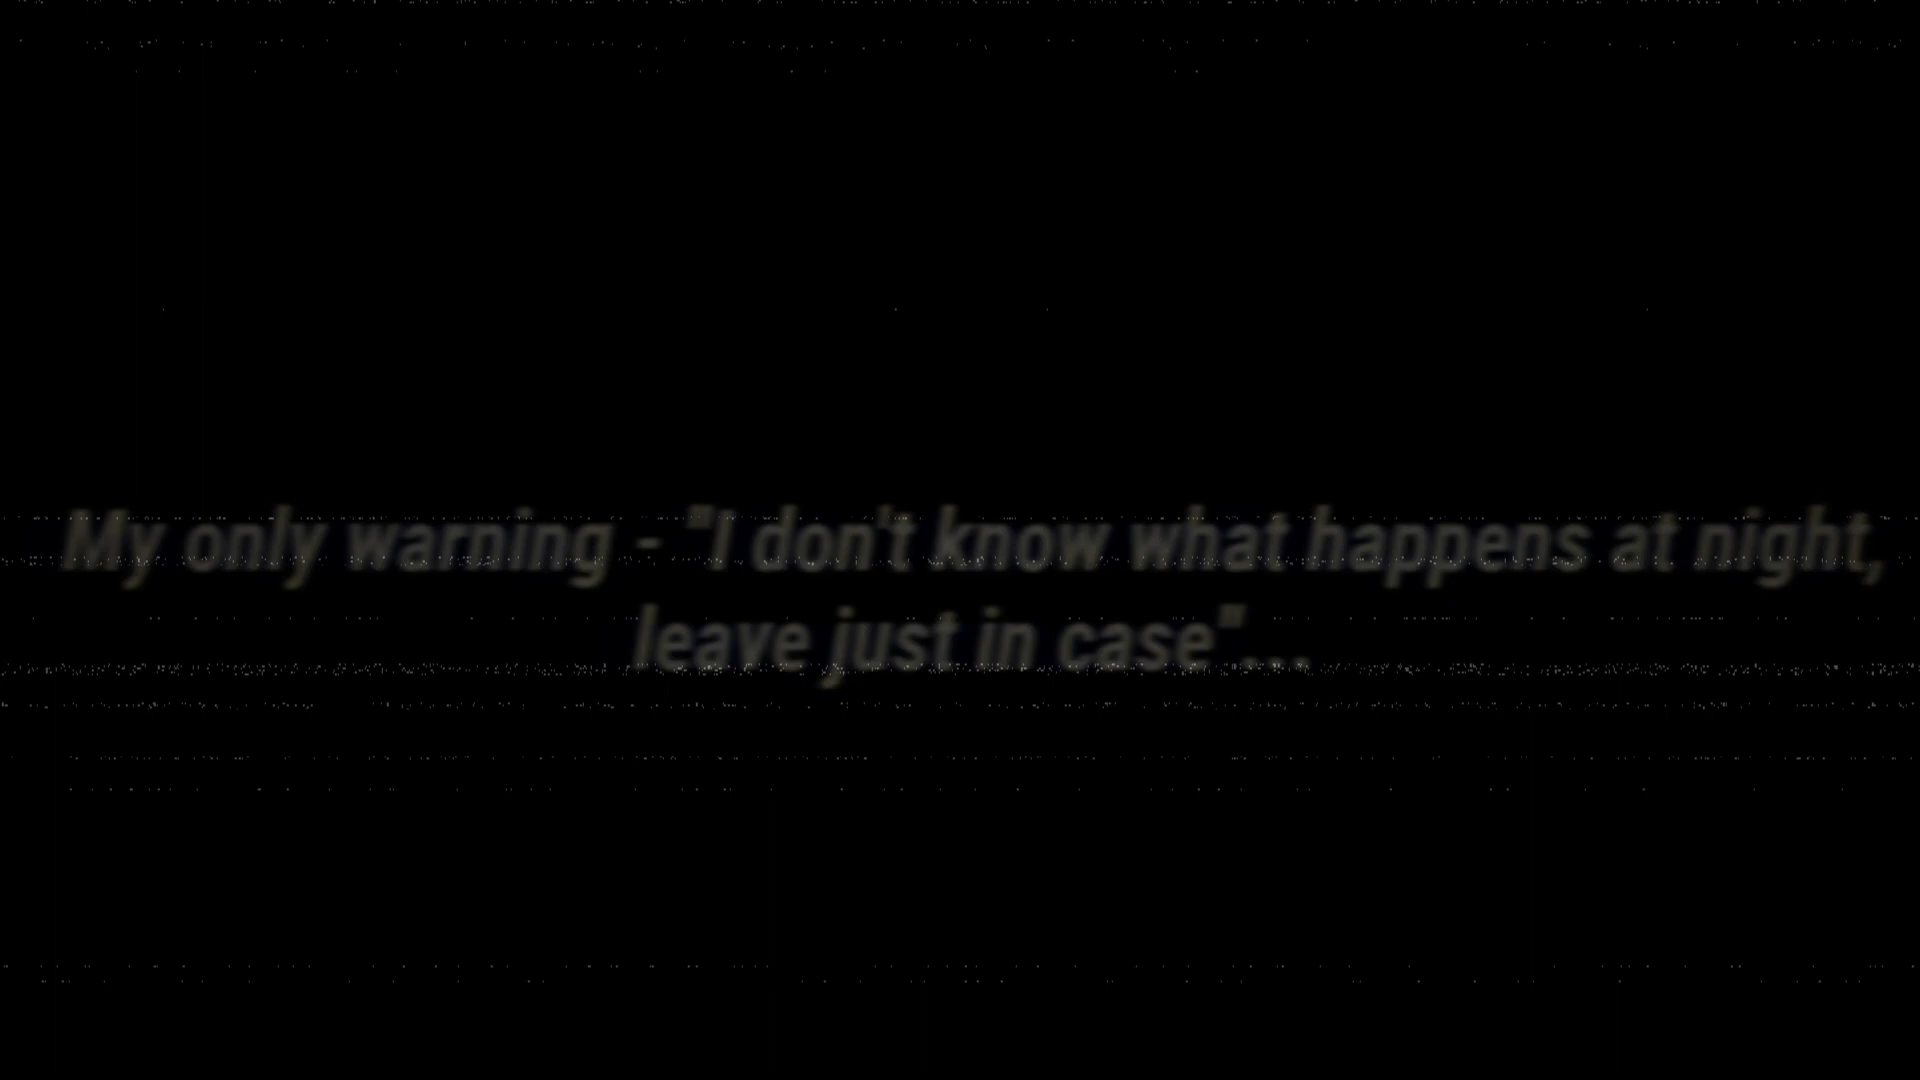 My only warning - "I don't know what happens at night,
leave just in case"...